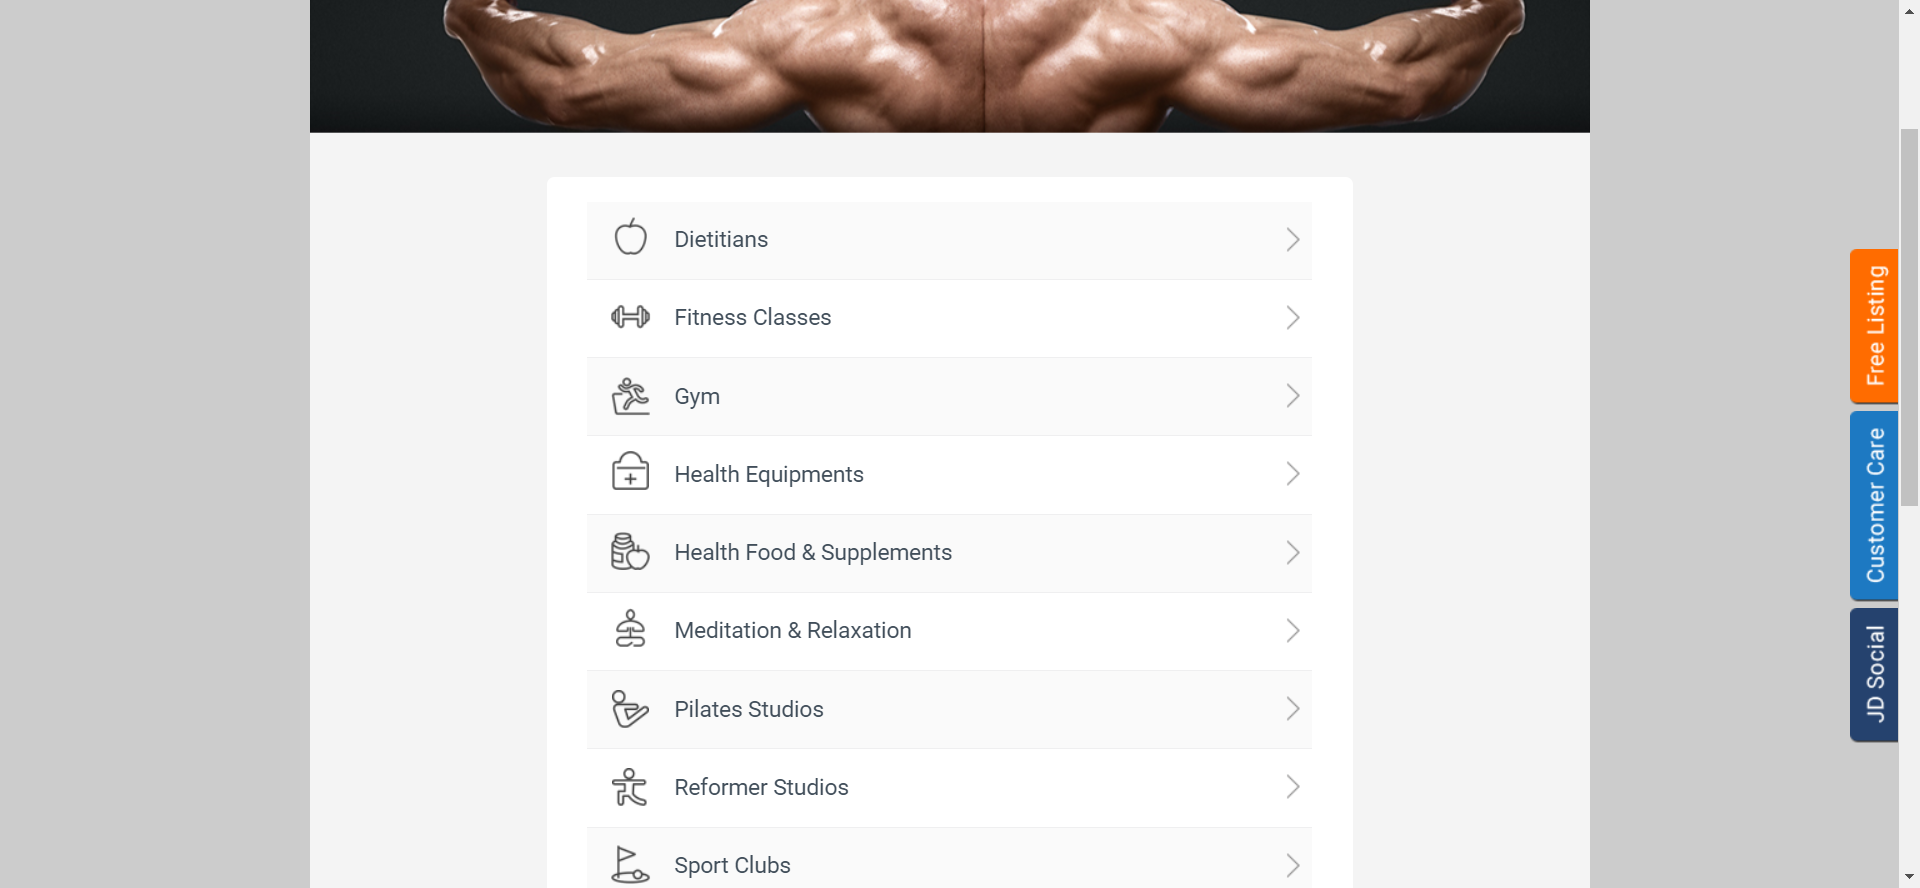 Dietitians
Fitness Classes
Gym
Health Equipments
Health Food & Supplements
Meditation & Relaxation
Pilates Studios
Reformer Studios
Sport Clubs
Free Listing
Customer Care
JD Social